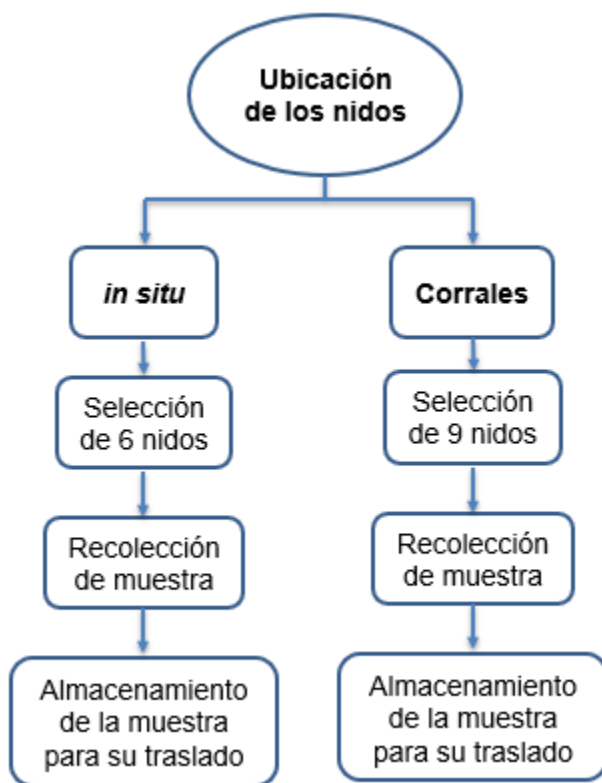 Ubicación
de los nidos
in situ
Corrales
Selección
de 6 nidos
Selección
de 9 nidos
Recolección
de muestra
Recolección
de muestra
Almacenamiento
de la muestra
para su traslado
Almacenamiento
de la muestra
para su traslado